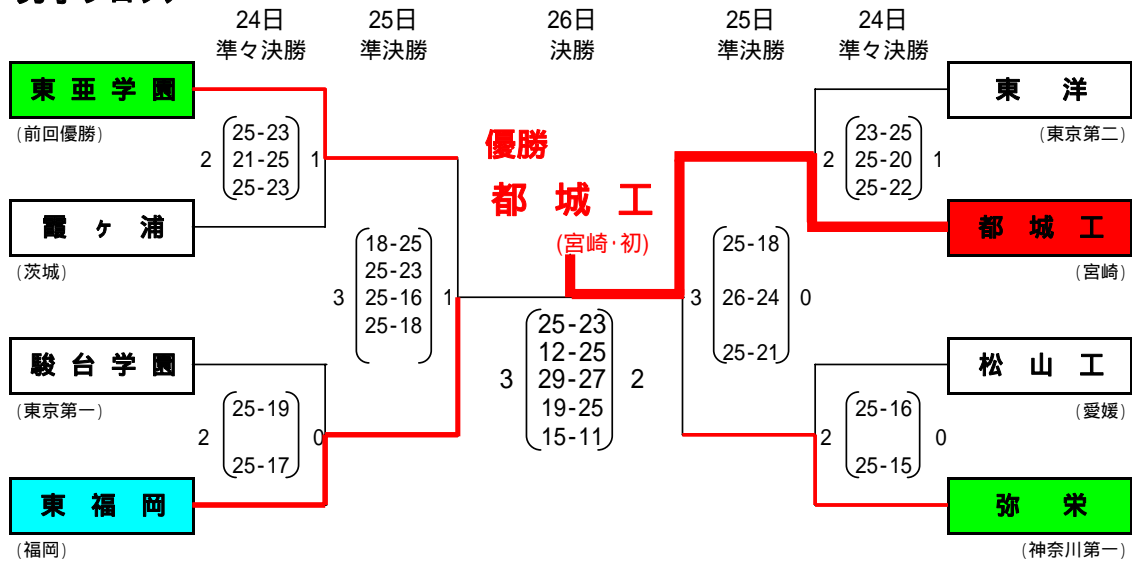 24日
準々決勝
25日
準決勝
26日
決勝
25日
準決勝
24日
準々決勝
東亜学園
(前回優勝)
2
25-23
21-25
25-23
1
霞ヶ浦
(茨城)
3
18-25
25-23
25-16
25-18
1
駿台学園
(東京第一)
2
25-19
25-17
0
東福岡
(福岡)
優勝
都城工
(宮崎・初)
3
25-23
12-25
29-27
19-25
15-11
2
東洋
(東京第二)
2
23-25
25-20
25-22
1
都城工
(宮崎)
3
25-18
26-24
25-21
0
松山工
(愛媛)
2
25-16
25-15
0
弥栄
(神奈川第一)